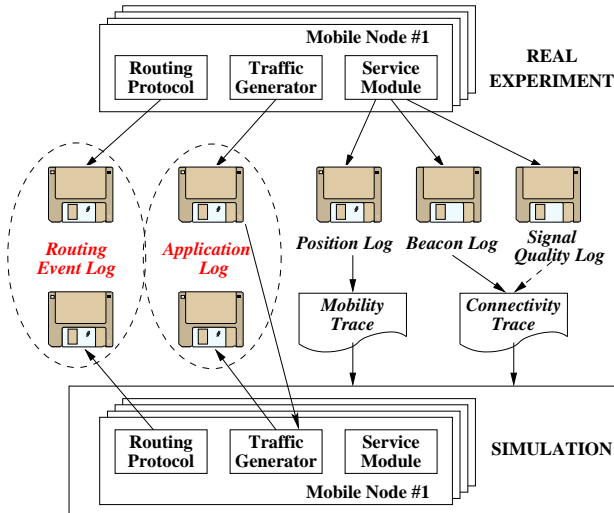 Mobile Node #1
Routing
Protocol
Traffic
Generator
Service
Module
REAL
EXPERIMENT
Routing
Event Log
Application
Log
Position Log
Beacon Log
Signal
Quality Log
Mobility
Trace
Connectivity
Trace
Routing
Protocol
Traffic
Generator
Service
Module
SIMULATION
Mobile Node #1